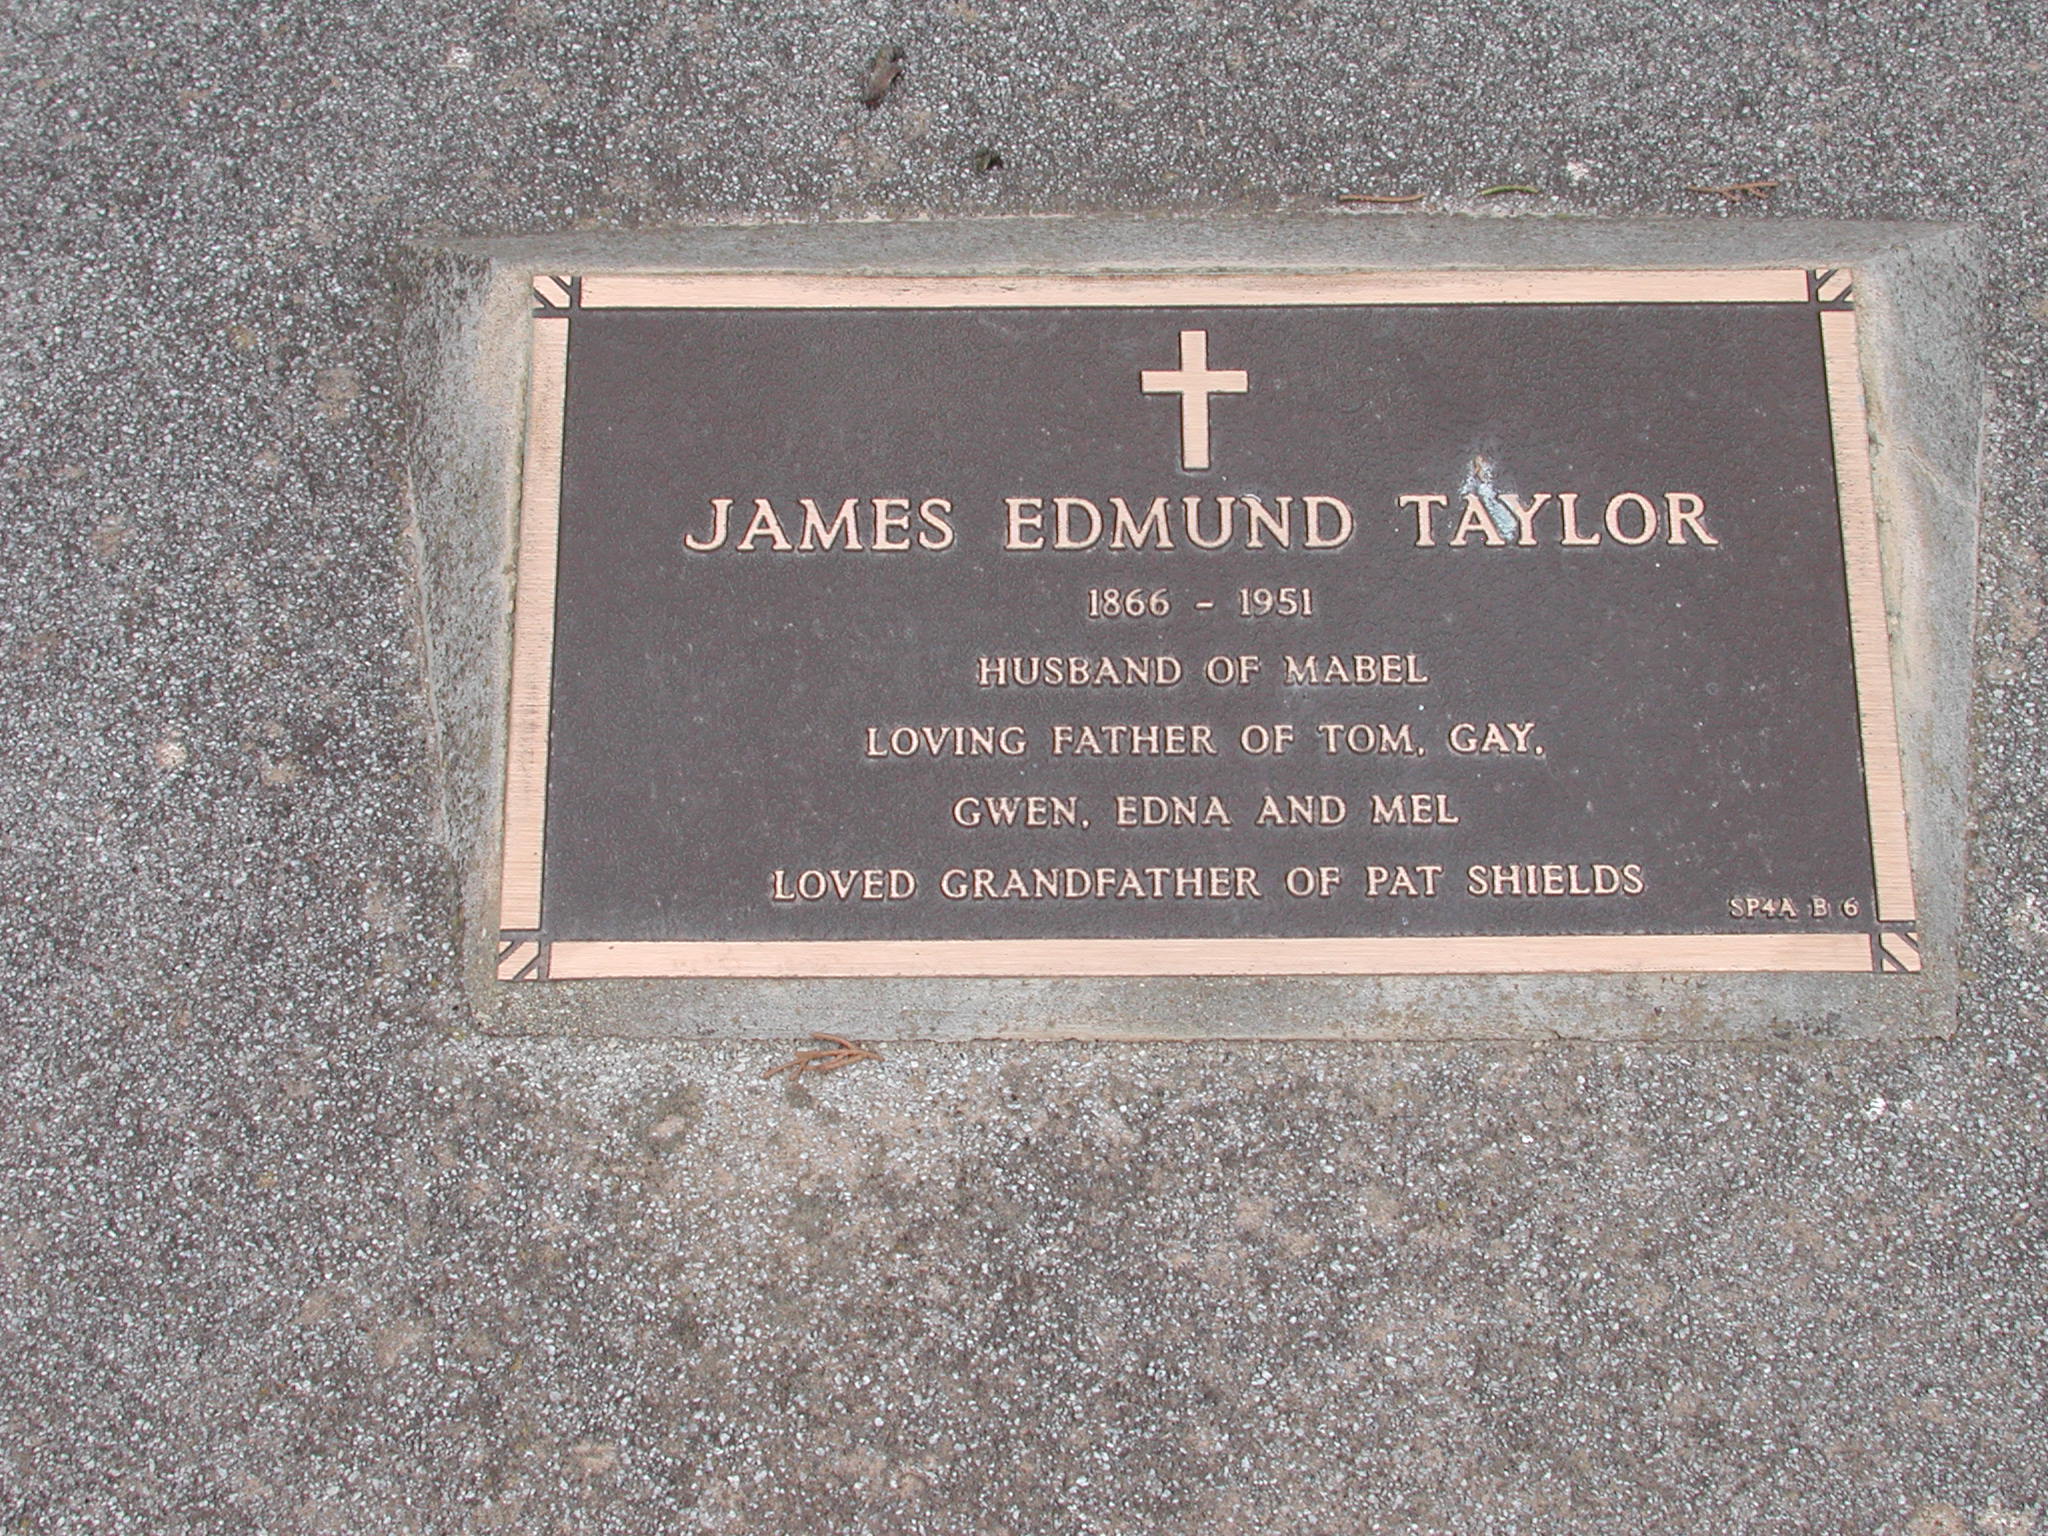 JAMES EDMUND TAYLOR
1866 - 1951
HUSBAND OF MABEL
LOVING FATHER OF TOM, GAY,
GWEN, EDNA AND MEL
LOVED GRANDFATHER OF PAT SHIELDS
SP4A B 6